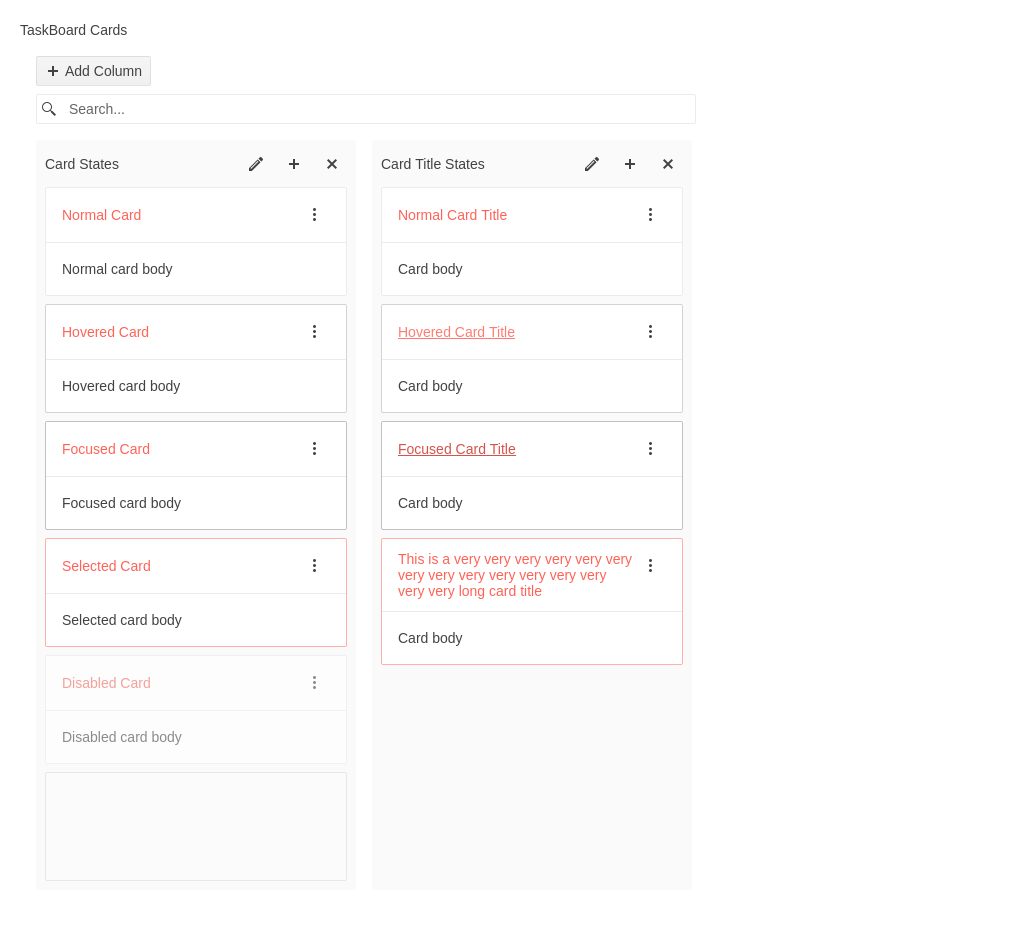 TaskBoard Cards
Add Column
Search...
Card States
Normal Card
Normal card body
Hovered Card
Hovered card body
Focused Card
Focused card body
Selected Card
Selected card body
Disabled Card
Disabled card body
Card Title States
Normal Card Title
Card body
Hovered Card Title
Card body
Focused Card Title
Card body
This is a very very very very very very
very very very very very very very
very very long card title
Card body